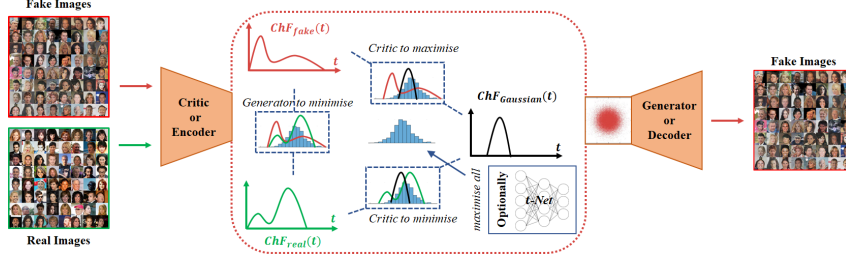 Fake Images
Real Images
Critic
or
Encoder
ChF_fake(t)
t
Critic to maximise
Generator to minimise
ChF_Gaussian(t)
t
t
ChF_real(t)
Critic to minimise
maximise all
Optionally
t-Net
Generator
or
Decoder
Fake Images